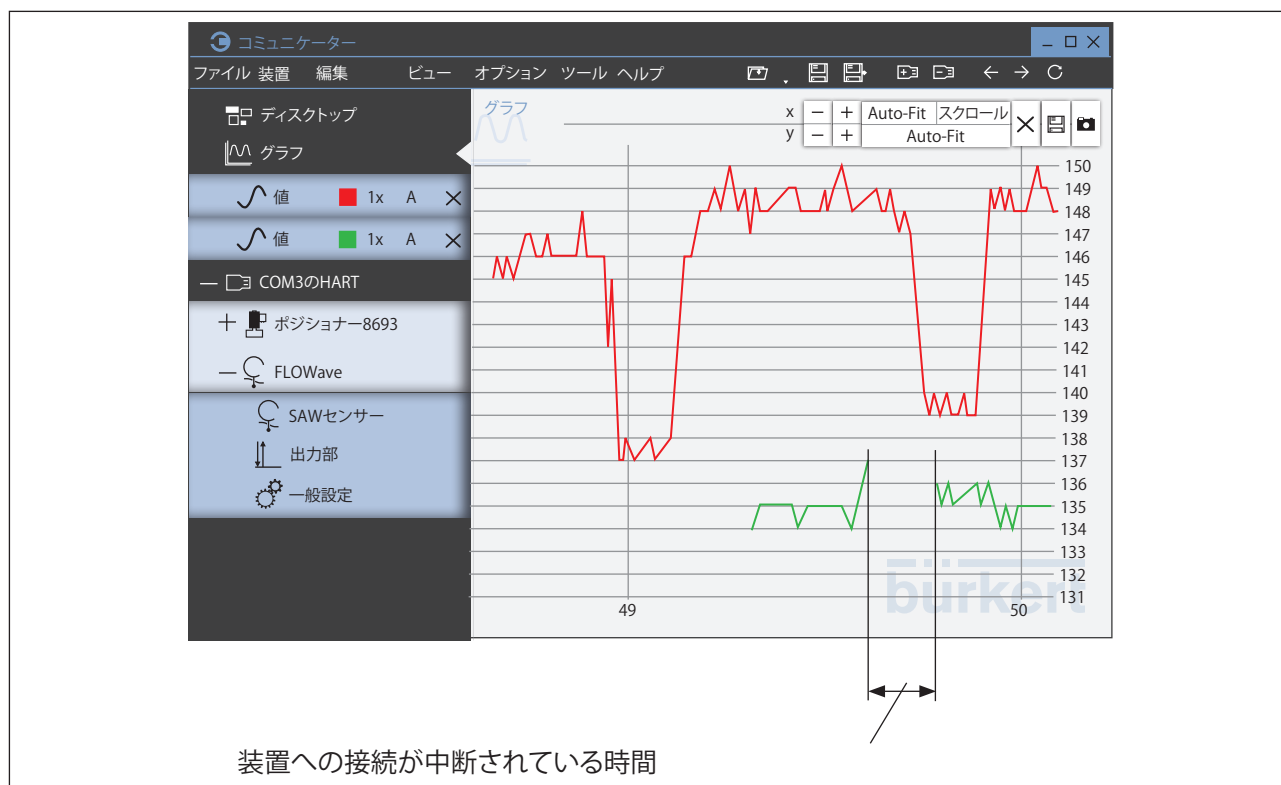 コミュニケーター
ファイル 装置 編集 ビュー オプション ツール ヘルプ
ディスクトップ
グラフ
値 1x A
値 1x A
COM3のHART
ポジショナー8693
FLOWave
SAWセンサー
出力部
一般設定
グラフ
x − + Auto-Fit スクロール
y − + Auto-Fit
150
149
148
147
146
145
144
143
142
141
140
139
138
137
136
135
134
133
132
131
49 50
bürkert
装置への接続が中断されている時間